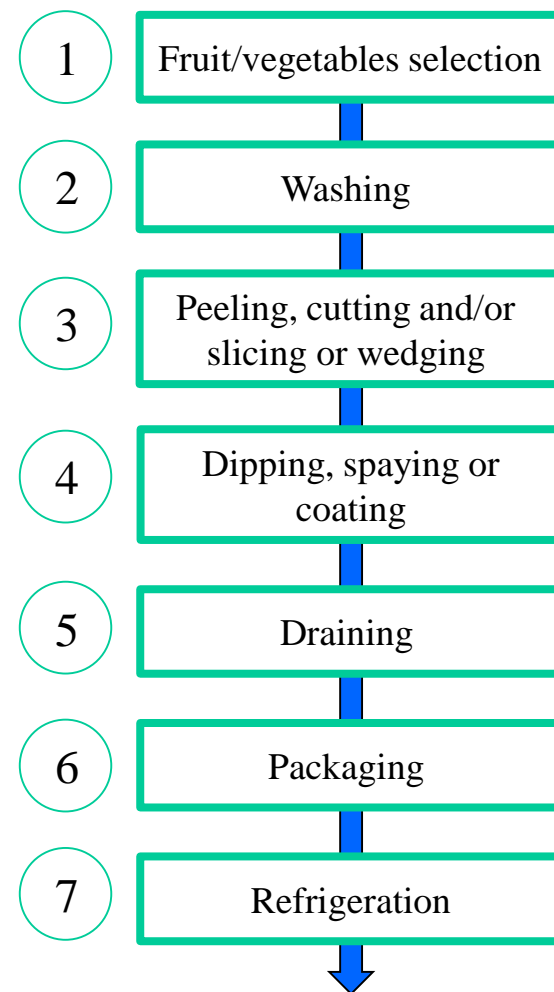 1
Fruit/vegetables selection
2
Washing
3
Peeling, cutting and/or
slicing or wedging
4
Dipping, spaying or
coating
5
Draining
6
Packaging
7
Refrigeration